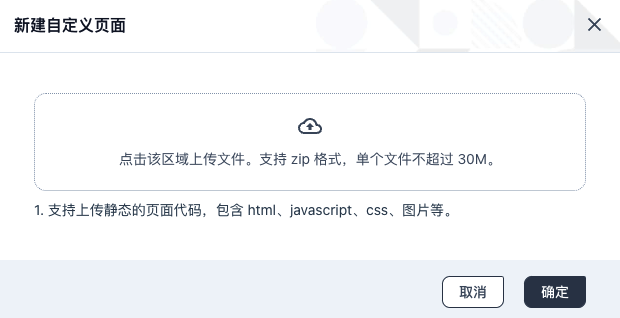 新建自定义页面
点击该区域上传文件。支持 zip 格式，单个文件不超过 30M。
1. 支持上传静态的页面代码，包含 html、javascript、css、图片等。
取消
确定